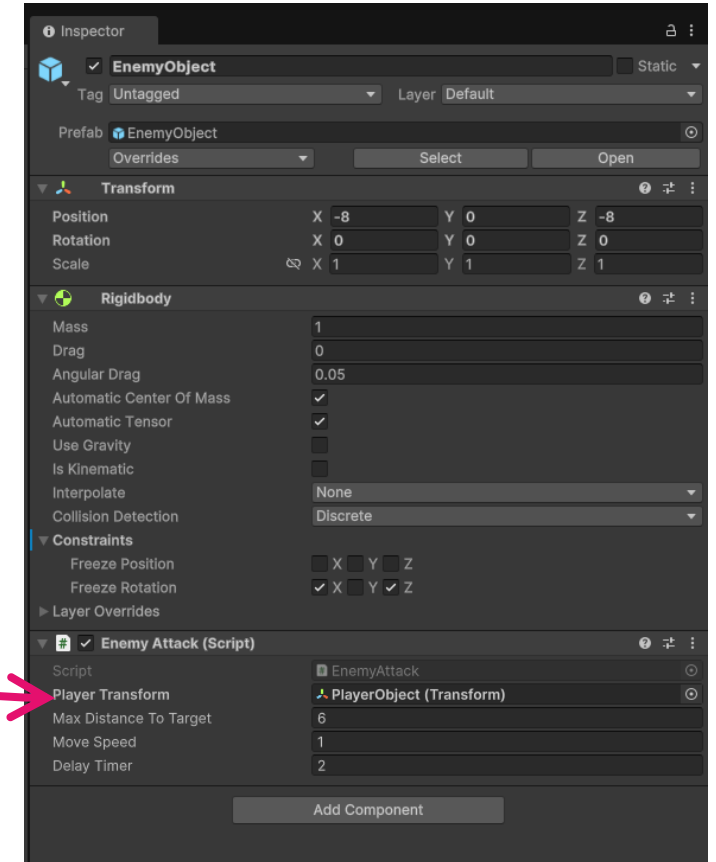 Inspector
EnemyObject Static
Tag Untagged Layer Default
Prefab EnemyObject
Overrides Select Open
Transform
Position X -8 Y 0 Z -8
Rotation X 0 Y 0 Z 0
Scale X 1 Y 1 Z 1
Rigidbody
Mass 1
Drag 0
Angular Drag 0.05
Automatic Center Of Mass
Automatic Tensor
Use Gravity
Is Kinematic
Interpolate None
Collision Detection Discrete
Constraints
Freeze Position X Y Z
Freeze Rotation X Y Z
Layer Overrides
# Enemy Attack (Script)
Script EnemyAttack
Player Transform PlayerObject (Transform)
Max Distance To Target 6
Move Speed 1
Delay Timer 2
Add Component